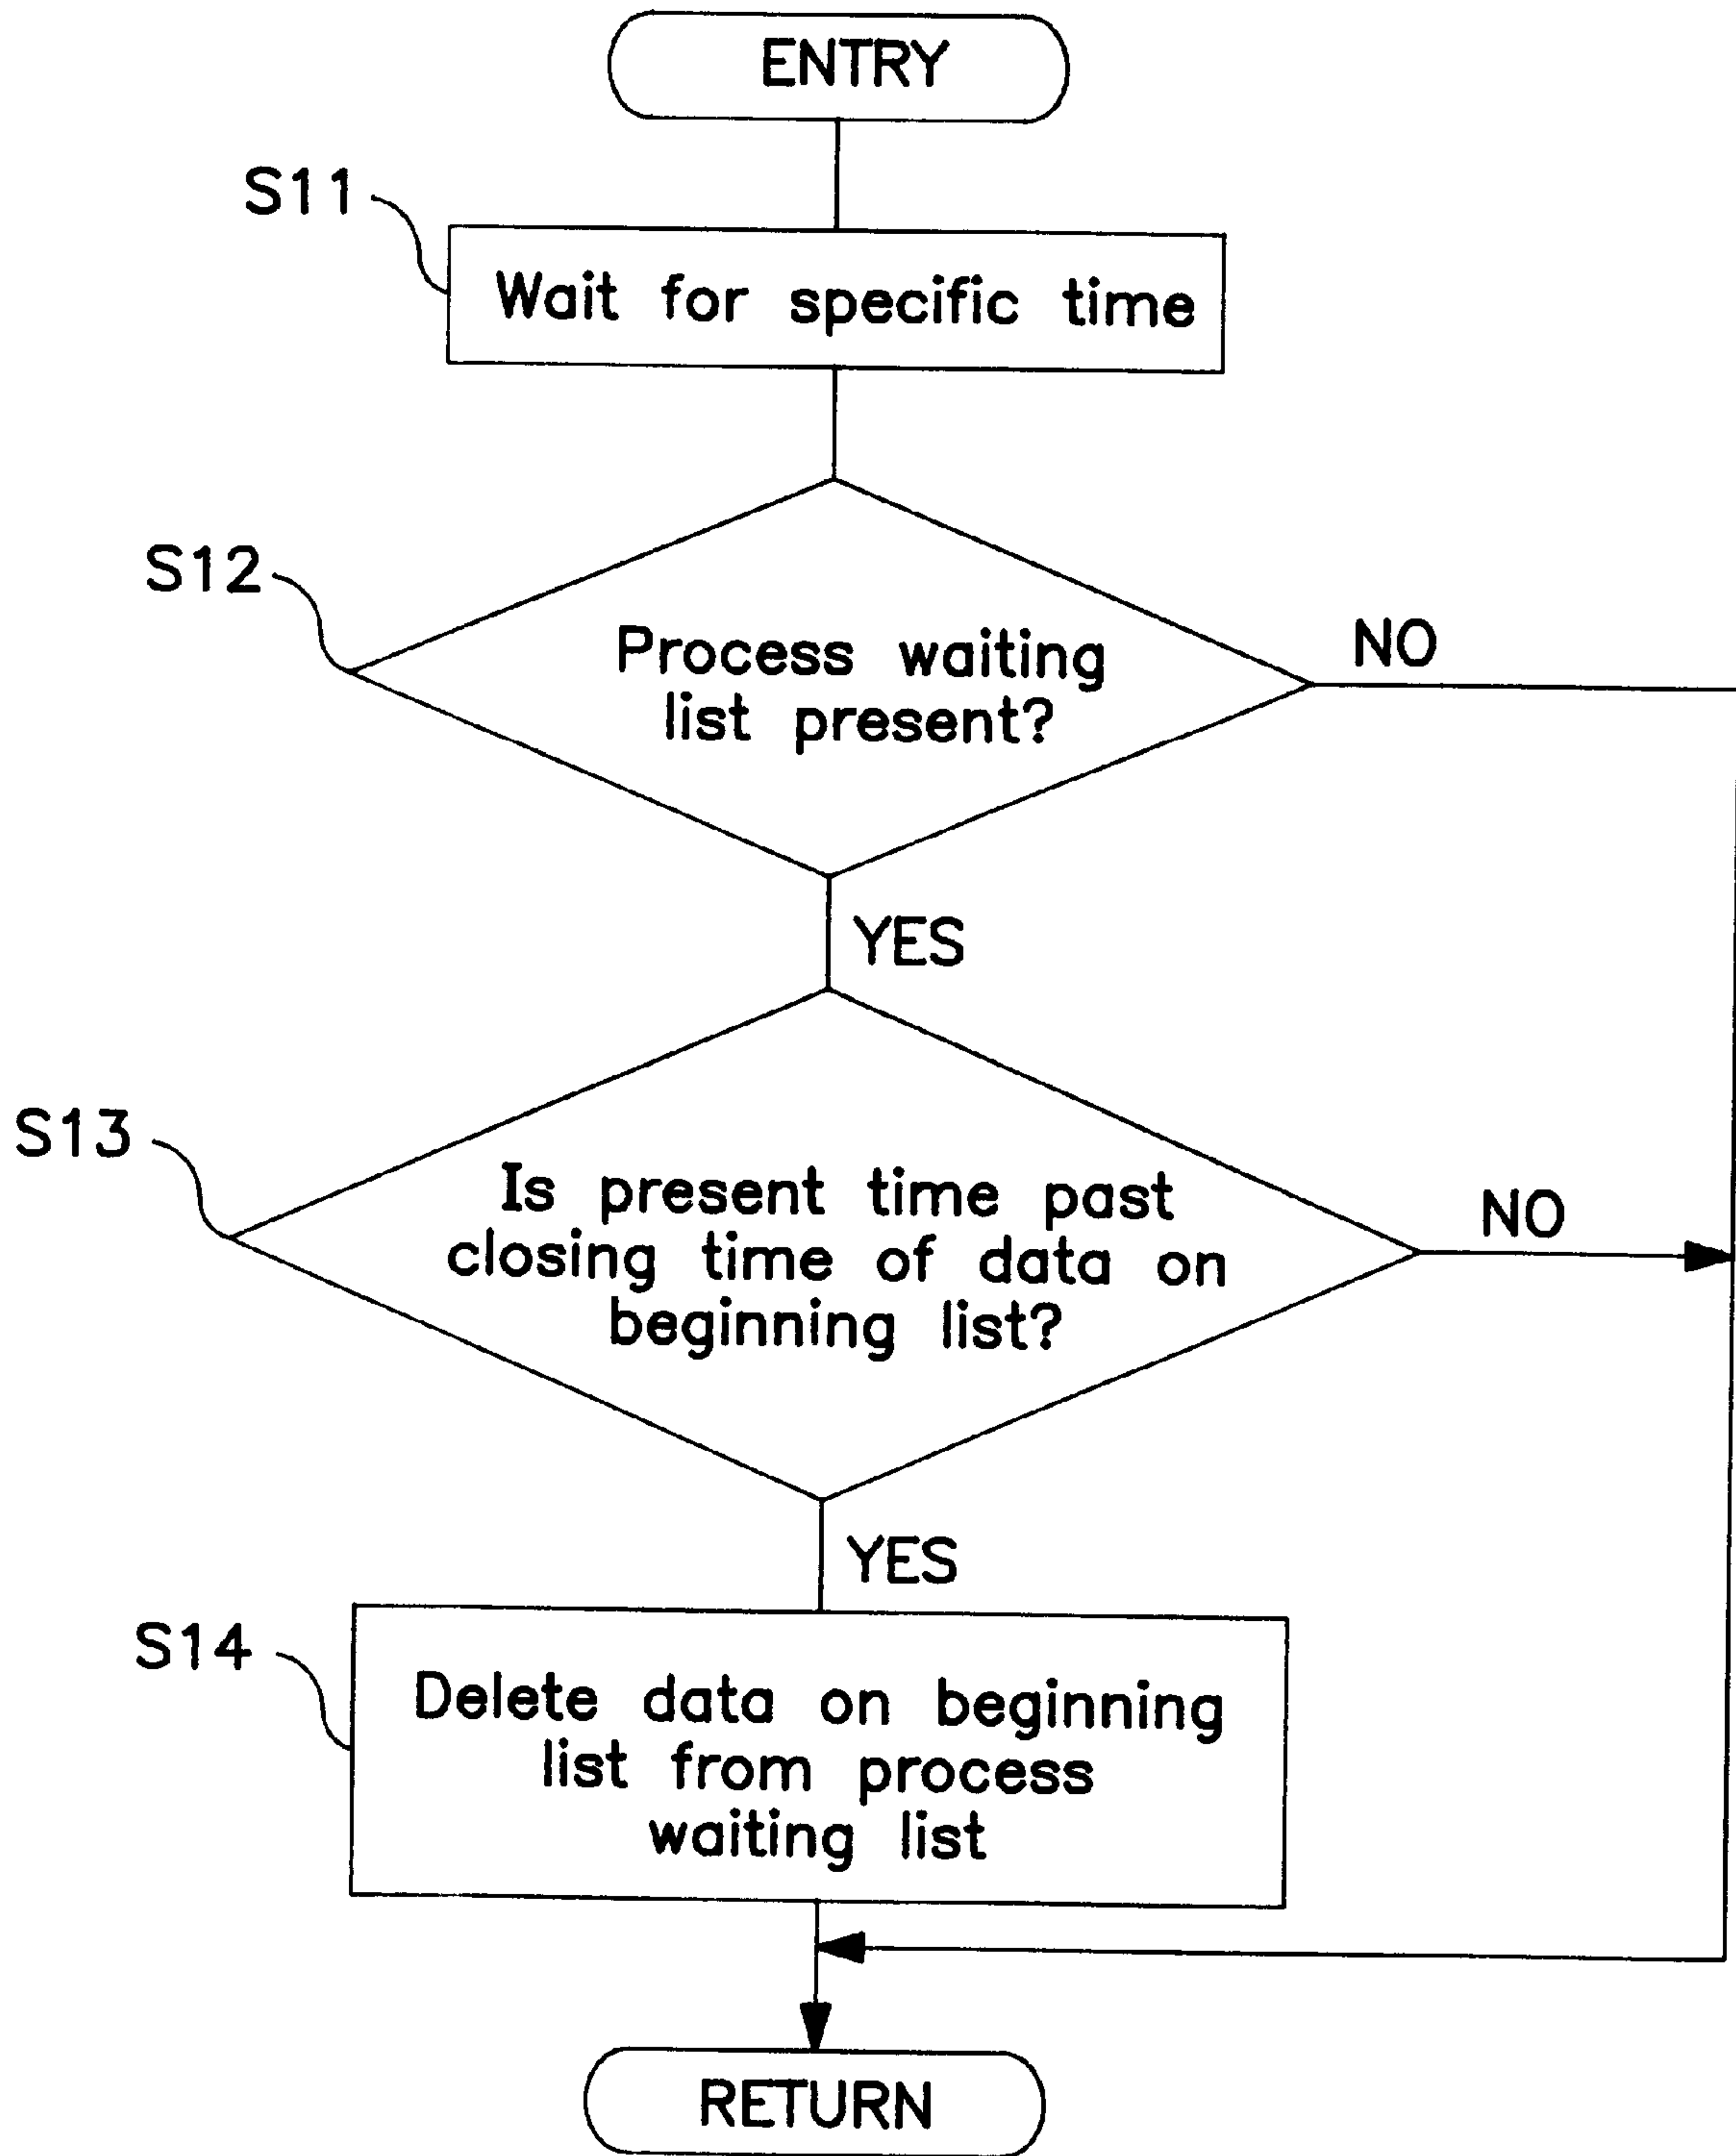 ENTRY
S11
Wait for specific time
S12
Process waiting
list present?
NO
YES
S13
Is present time past
closing time of data on
beginning list?
NO
YES
S14
Delete data on beginning
list from process
waiting list
RETURN